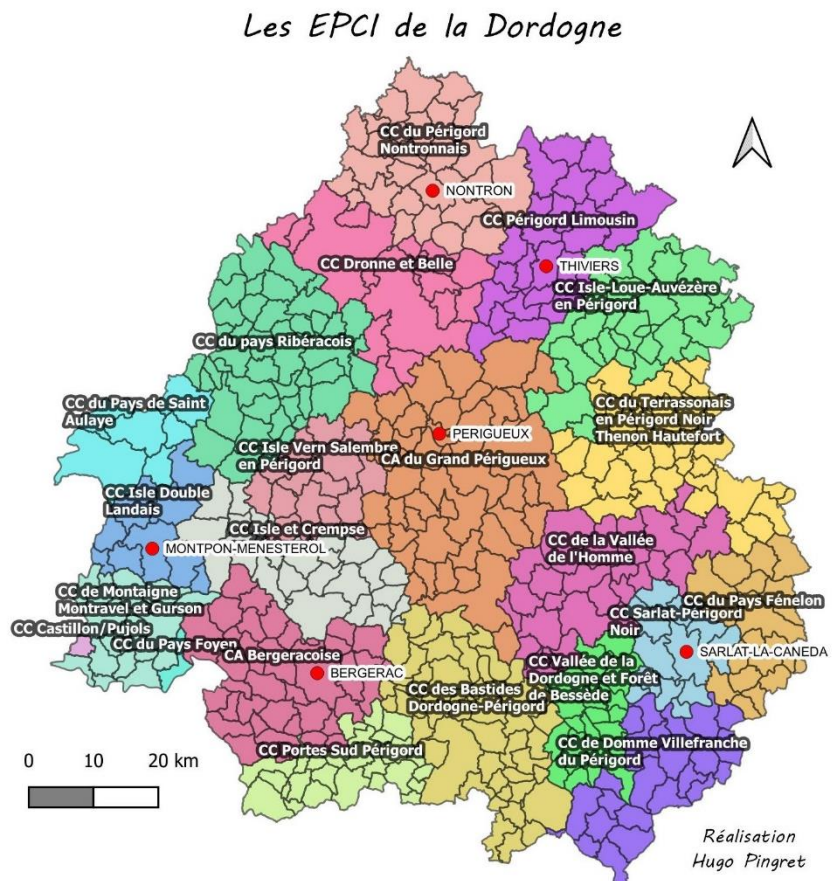 Les EPCI de la Dordogne
CC du Périgord
Nontronnais
NONTRON
CC Périgord Limousin
CC Dronne et Belle
THIVIERS
CC Isle-Loue-Auvézère
en Périgord
CC du pays Ribéracois
CC du Pays de Saint
Aulaye
CC du Terrassonais
en Périgord Noir
Thenon Hautefort
PERIGUEUX
CC Isle Vern Salembre
en Périgord
CA du Grand Périgueux
CC Isle Double
Landais
CC Isle et Crempse
MONTPON-MENESTEROL
CC de la Vallée
de l'Homme
CC de Montaigne
Montravel et Gurson
CC du Pays Fénelon
CC Sarlat-Périgord
Noir
CC Castillon/Pujols
CC du Pays Foyen
CA Bergeracoise
BERGERAC
SARLAT-LA-CANEDA
CC Vallée de la
Dordogne et Forêt
de Bessède
CC des Bastides
Dordogne-Périgord
CC Portes Sud Périgord
CC de Domme Villefranche
du Périgord
0 10 20 km
Réalisation
Hugo Pingret